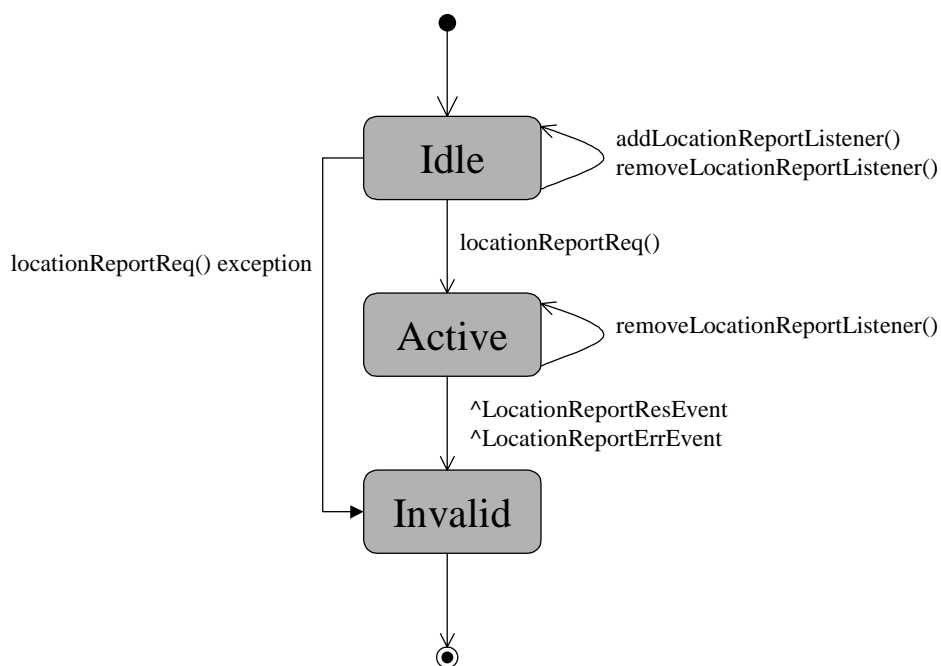 Idle
addLocationReportListener()
removeLocationReportListener()
locationReportReq()
locationReportReq() exception
Active
removeLocationReportListener()
^LocationReportResEvent
^LocationReportErrEvent
Invalid